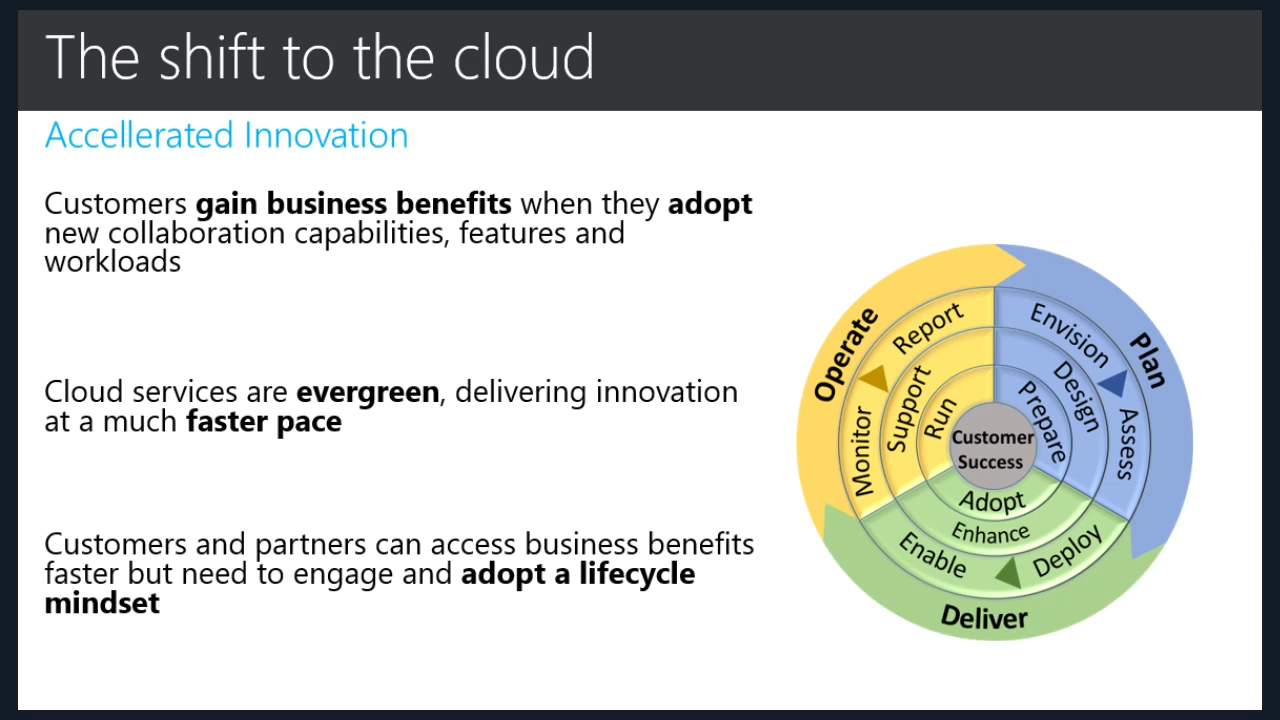 The shift to the cloud
Accellerated Innovation
Customers gain business benefits when they adopt
new collaboration capabilities, features and
workloads
Cloud services are evergreen, delivering innovation
at a much faster pace
Customers and partners can access business benefits
faster but need to engage and adopt a lifecycle
mindset
Operate
Report
Monitor
Support
Run
Plan
Envision
Assess
Design
Prepare
Customer
Success
Adopt
Enhance
Enable
Deploy
Deliver